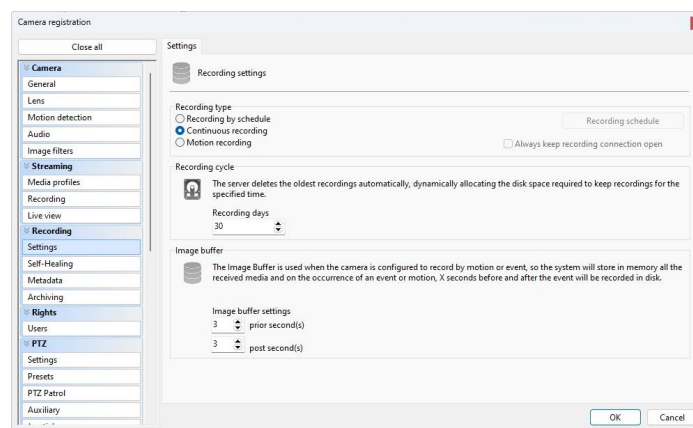 Camera registration
Close all
Camera
General
Lens
Motion detection
Audio
Image filters
Streaming
Media profiles
Recording
Live view
Recording
Settings
Self-Healing
Metadata
Archiving
Rights
Users
PTZ
Settings
Presets
PTZ Patrol
Auxiliary
Settings
Recording settings
Recording type
Recording by schedule
Continuous recording
Motion recording
Recording schedule
Always keep recording connection open
Recording cycle
The server deletes the oldest recordings automatically, dynamically allocating the disk space required to keep recordings for the
specified time.
Recording days
30
Image buffer
The Image Buffer is used when the camera is configured to record by motion or event, so the system will store in memory all the
received media and on the occurrence of an event or motion, X seconds before and after the event will be recorded in disk.
Image buffer settings
3 prior second(s)
3 post second(s)
OK Cancel